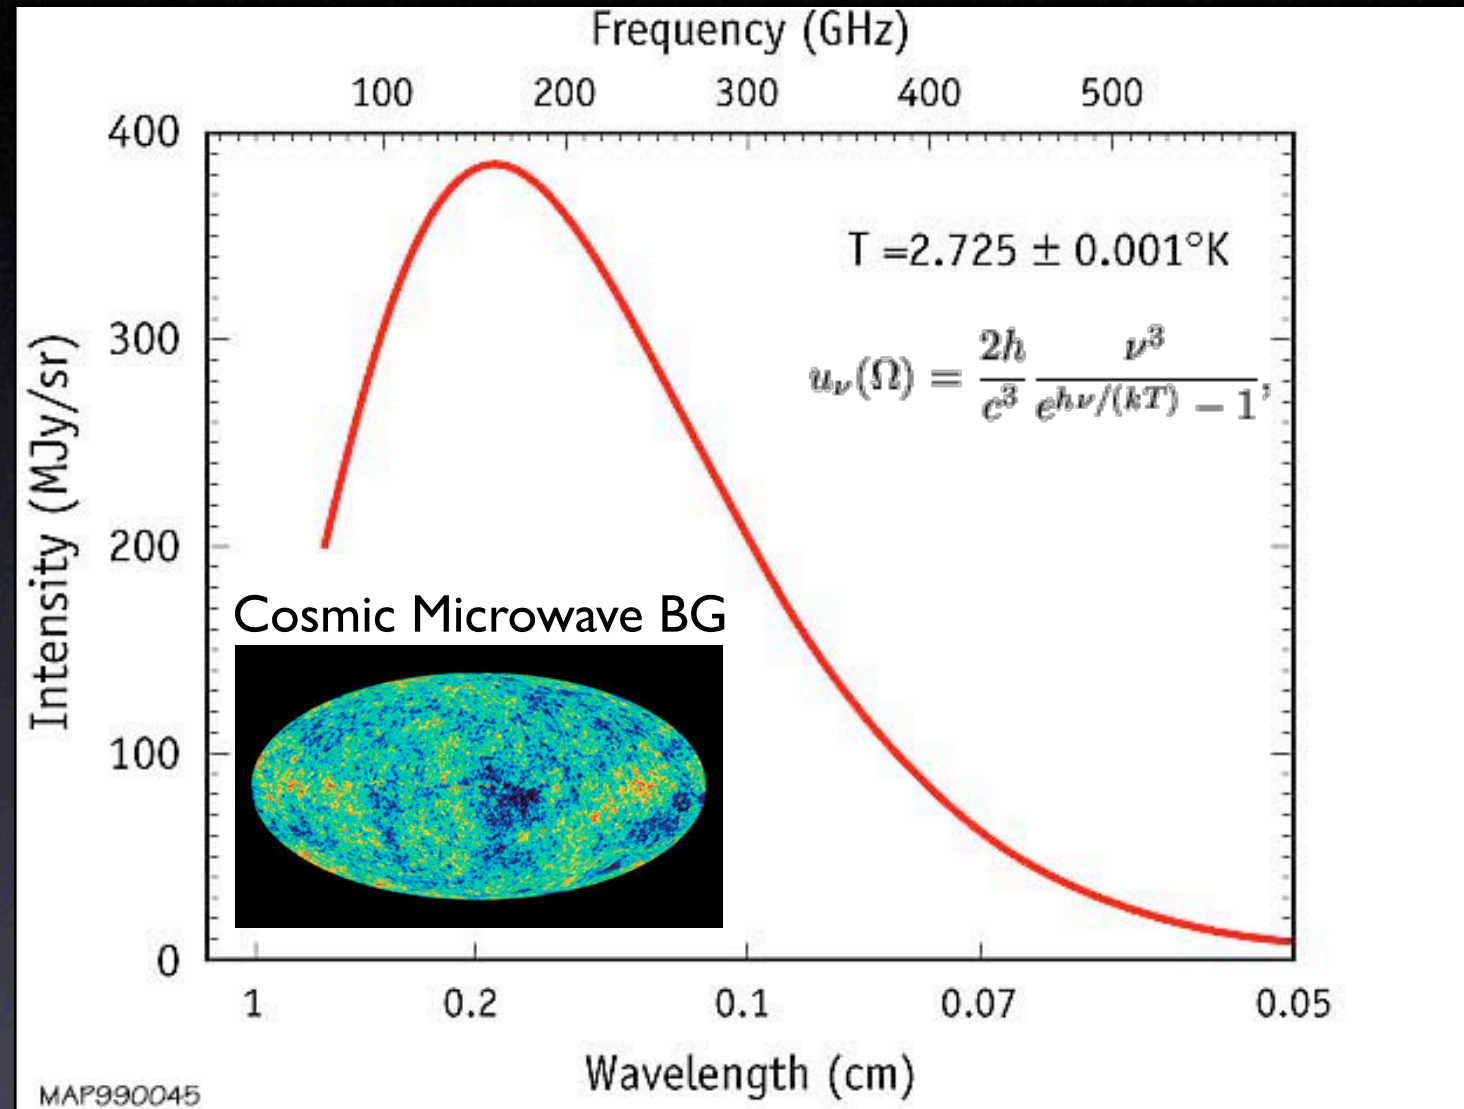 Frequency (GHz)
100 200 300 400 500
400
300
200
100
0
Intensity (MJy/sr)
T =2.725 ± 0.001°K
u_ν(Ω) = 2h/c³ ν³/(e^{hν/(kT)} − 1),
Cosmic Microwave BG
1 0.2 0.1 0.07 0.05
Wavelength (cm)
MAP990045